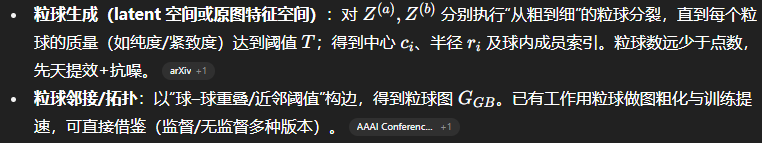 • 粒球生成（latent 空间或原图特征空间）：对 Z^(a), Z^(b) 分别执行“从粗到细”的粒球分裂，直到每个粒
球的质量（如纯度/紧致度）达到阈值 T；得到中心 c_i、半径 r_i 及球内成员索引。粒球数远少于点数，
先天提效+抗噪。 arXiv +1
• 粒球邻接/拓扑：以“球–球重叠/近邻阈值”构边，得到粒球图 G_GB。已有工作用粒球做图粗化与训练提
速，可直接借鉴（监督/无监督多种版本）。 AAAI Conferenc... +1